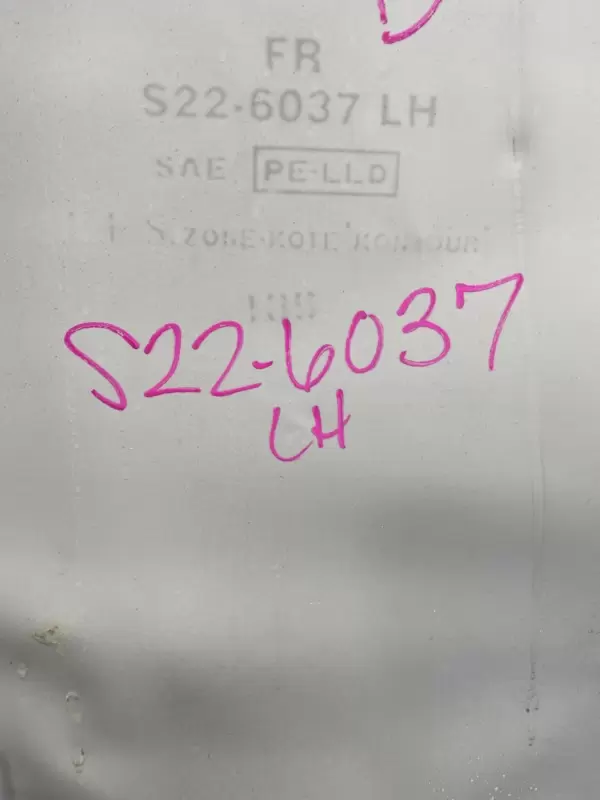 FR
S22-6037 LH
SAE PE-LLD
S22-6037
LH